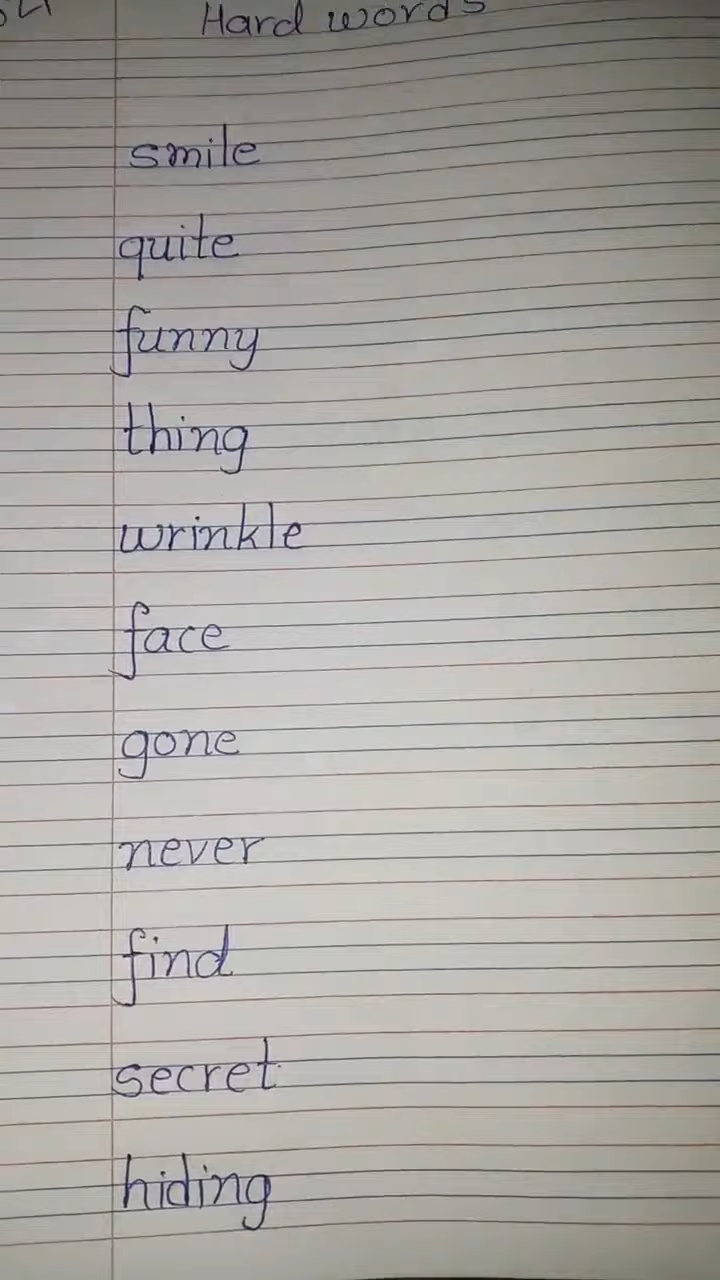 Hard words
smile
quite
funny
thing
wrinkle
face
gone
never
find
secret
hiding